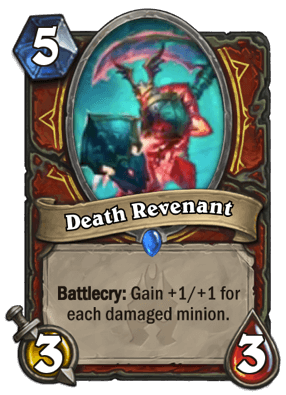 5
Death Revenant
Battlecry: Gain +1/+1 for
each damaged minion.
3 3